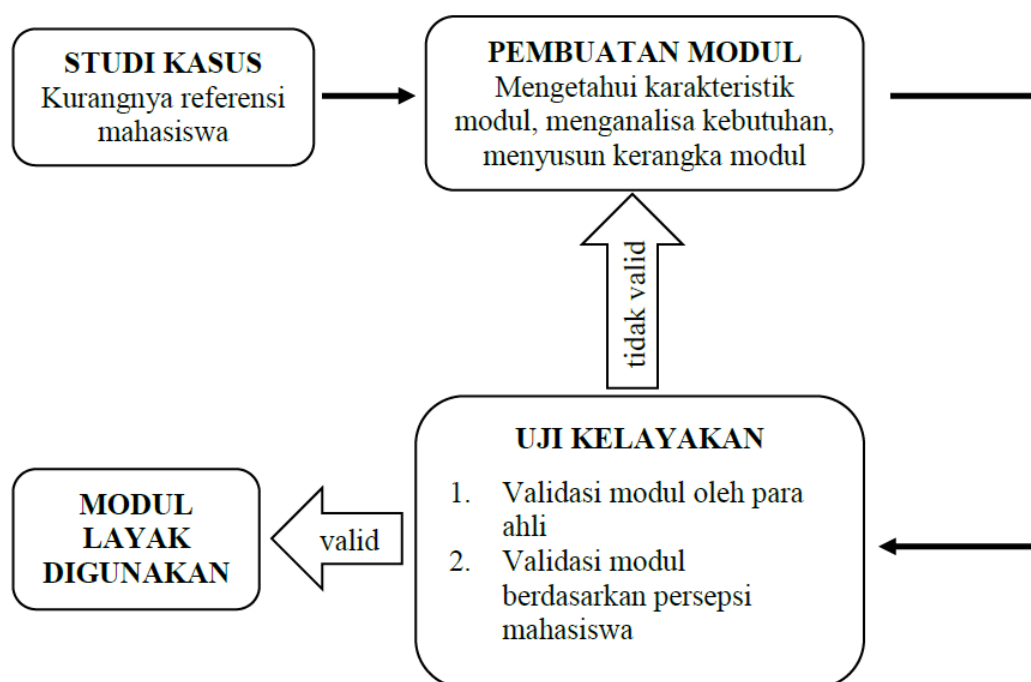 STUDI KASUS
Kurangnya referensi
mahasiswa
PEMBUATAN MODUL
Mengetahui karakteristik
modul, menganalisa kebutuhan,
menyusun kerangka modul
tidak valid
UJI KELAYAKAN
1. Validasi modul oleh para
ahli
2. Validasi modul
berdasarkan persepsi
mahasiswa
valid
MODUL
LAYAK
DIGUNAKAN